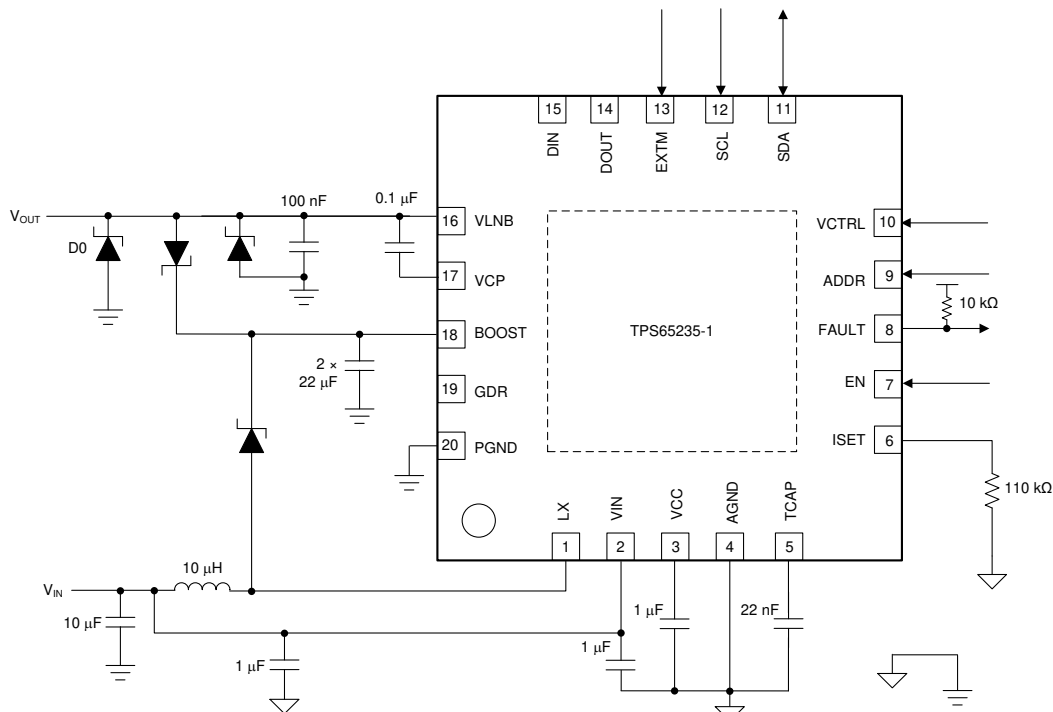 15 14 13 12 11
DIN DOUT EXTM SCL SDA
100 nF 0.1 μF
VOUT
D0
16 VLNB
17 VCP
18 BOOST
2 ×
22 μF
19 GDR
20 PGND
TPS65235-1
VCTRL 10
ADDR 9
10 kΩ
FAULT 8
EN 7
ISET 6
110 kΩ
LX VIN VCC AGND TCAP
1 2 3 4 5
VIN
10 μH
10 μF
1 μF
1 μF
1 μF
22 nF